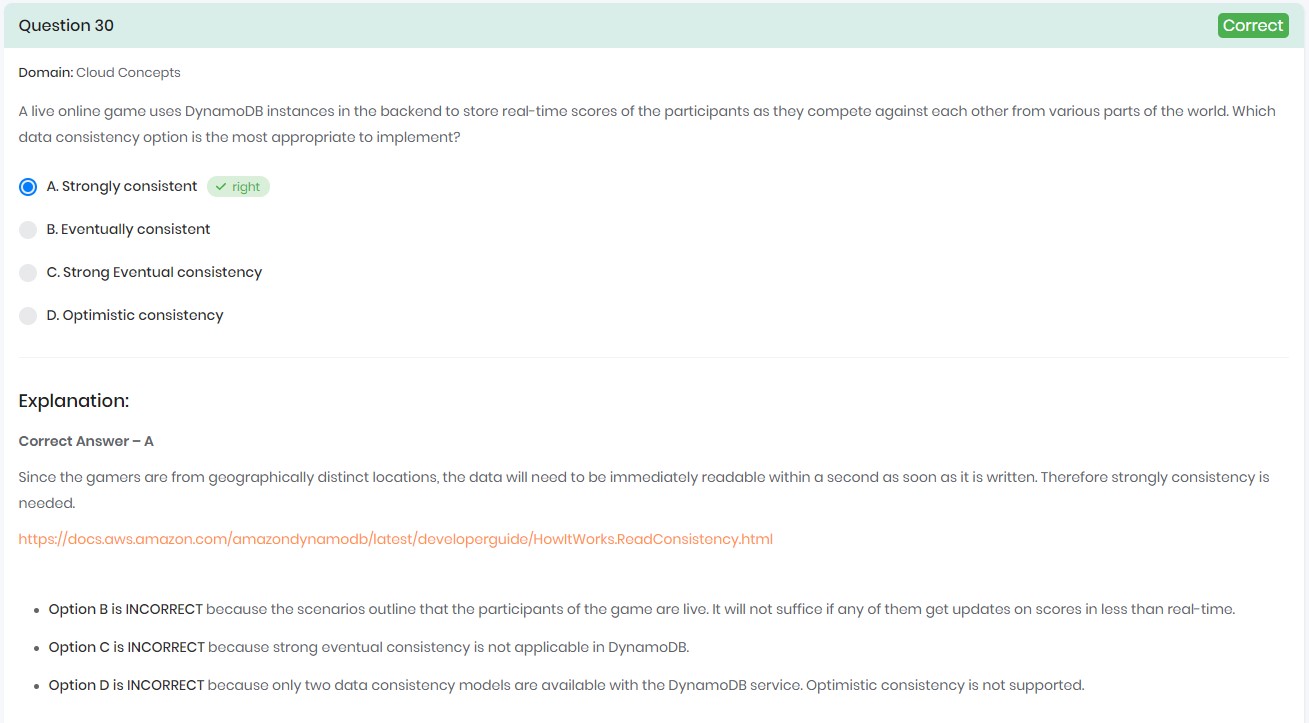 Question 30
Correct
Domain: Cloud Concepts
A live online game uses DynamoDB instances in the backend to store real-time scores of the participants as they compete against each other from various parts of the world. Which
data consistency option is the most appropriate to implement?
A. Strongly consistent
right
B. Eventually consistent
C. Strong Eventual consistency
D. Optimistic consistency
Explanation:
Correct Answer – A
Since the gamers are from geographically distinct locations, the data will need to be immediately readable within a second as soon as it is written. Therefore strongly consistency is
needed.
https://docs.aws.amazon.com/amazondynamodb/latest/developerguide/HowItWorks.ReadConsistency.html
Option B is INCORRECT because the scenarios outline that the participants of the game are live. It will not suffice if any of them get updates on scores in less than real-time.
Option C is INCORRECT because strong eventual consistency is not applicable in DynamoDB.
Option D is INCORRECT because only two data consistency models are available with the DynamoDB service. Optimistic consistency is not supported.